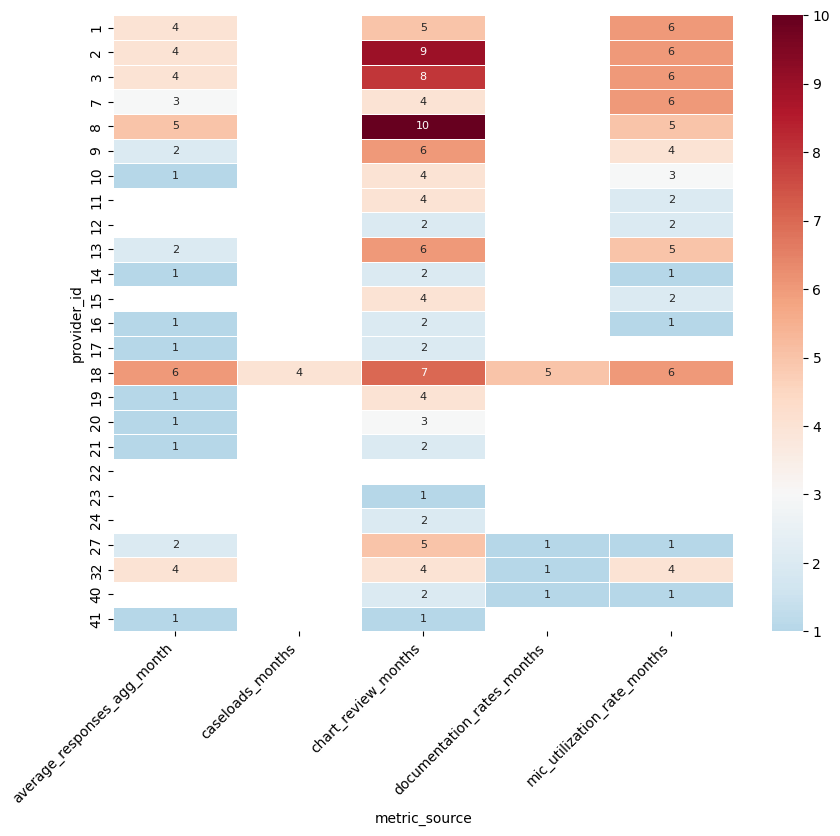 1 4 5 6
2 4 9 6
3 4 8 6
7 3 4 6
8 5 10 5
9 2 6 4
10 1 4 3
11 4 2
12 2 2
13 2 6 5
14 1 2 1
15 4 2
16 1 2 1
17 1 2
18 6 4 7 5 6
19 1 4
20 1 3
21 1 2
22
23 1
24 2
27 2 5 1 1
32 4 4 1 4
40 2 1 1
41 1 1
provider_id
average_responses_agg_month
caseloads_months
chart_review_months
documentation_rates_months
mic_utilization_rate_months
metric_source
10
9
8
7
6
5
4
3
2
1